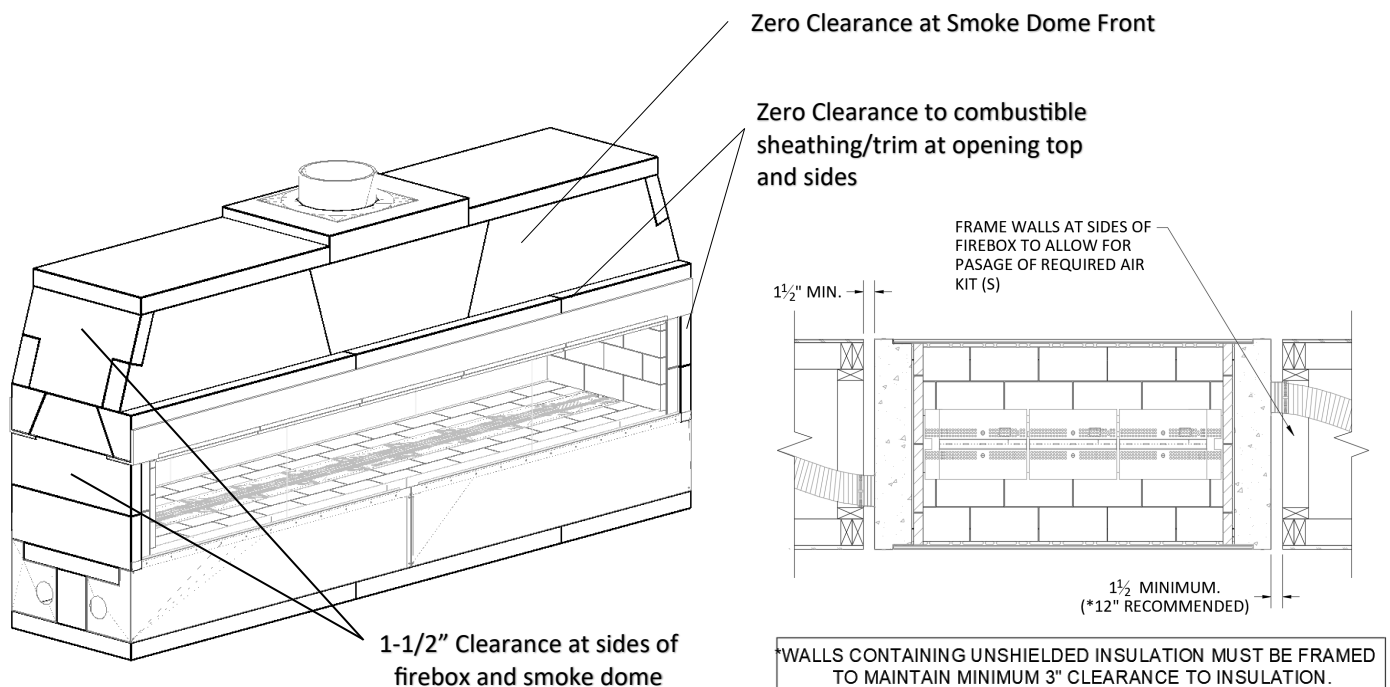 Zero Clearance at Smoke Dome Front
Zero Clearance to combustible
sheathing/trim at opening top
and sides
FRAME WALLS AT SIDES OF
FIREBOX TO ALLOW FOR
PASAGE OF REQUIRED AIR
KIT (S)
1½" MIN.
1½ MINIMUM.
(*12" RECOMMENDED)
1-1/2” Clearance at sides of
firebox and smoke dome
*WALLS CONTAINING UNSHIELDED INSULATION MUST BE FRAMED
TO MAINTAIN MINIMUM 3" CLEARANCE TO INSULATION.